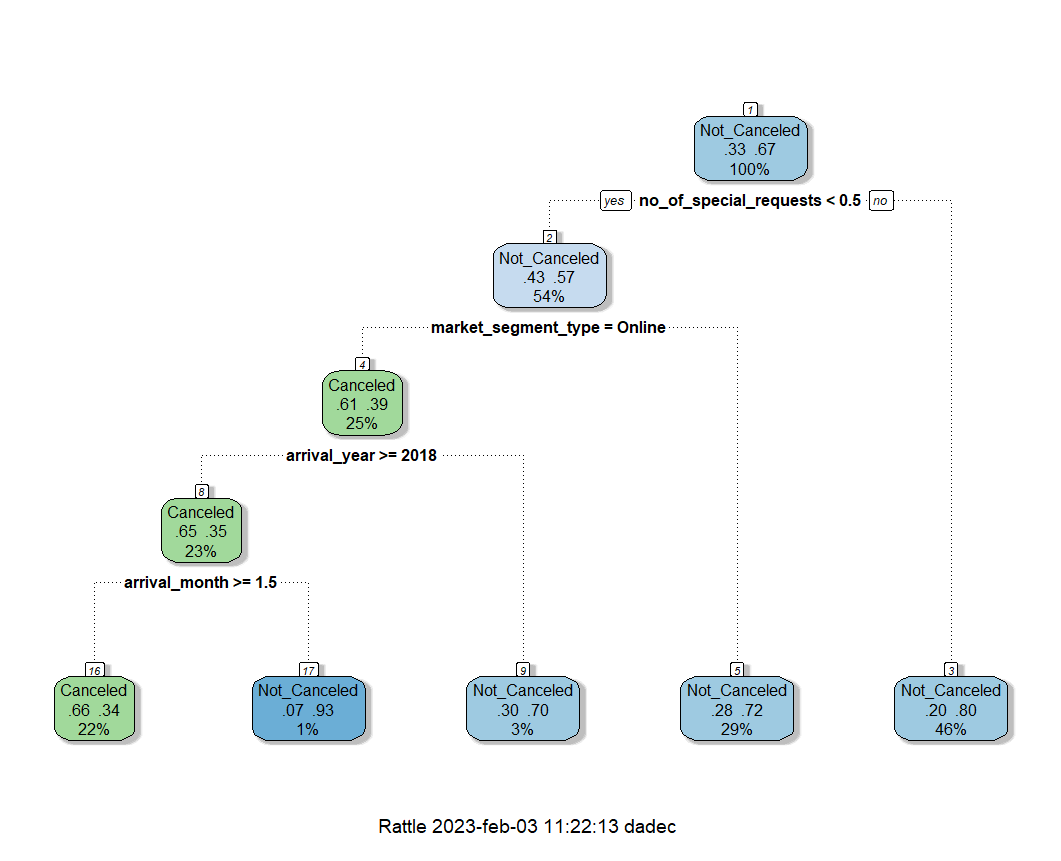 1
Not_Canceled
.33 .67
100%
yes no_of_special_requests < 0.5 no
2
Not_Canceled
.43 .57
54%
market_segment_type = Online
4
Canceled
.61 .39
25%
arrival_year >= 2018
8
Canceled
.65 .35
23%
arrival_month >= 1.5
16
Canceled
.66 .34
22%
17
Not_Canceled
.07 .93
1%
9
Not_Canceled
.30 .70
3%
5
Not_Canceled
.28 .72
29%
3
Not_Canceled
.20 .80
46%
Rattle 2023-feb-03 11:22:13 dadec